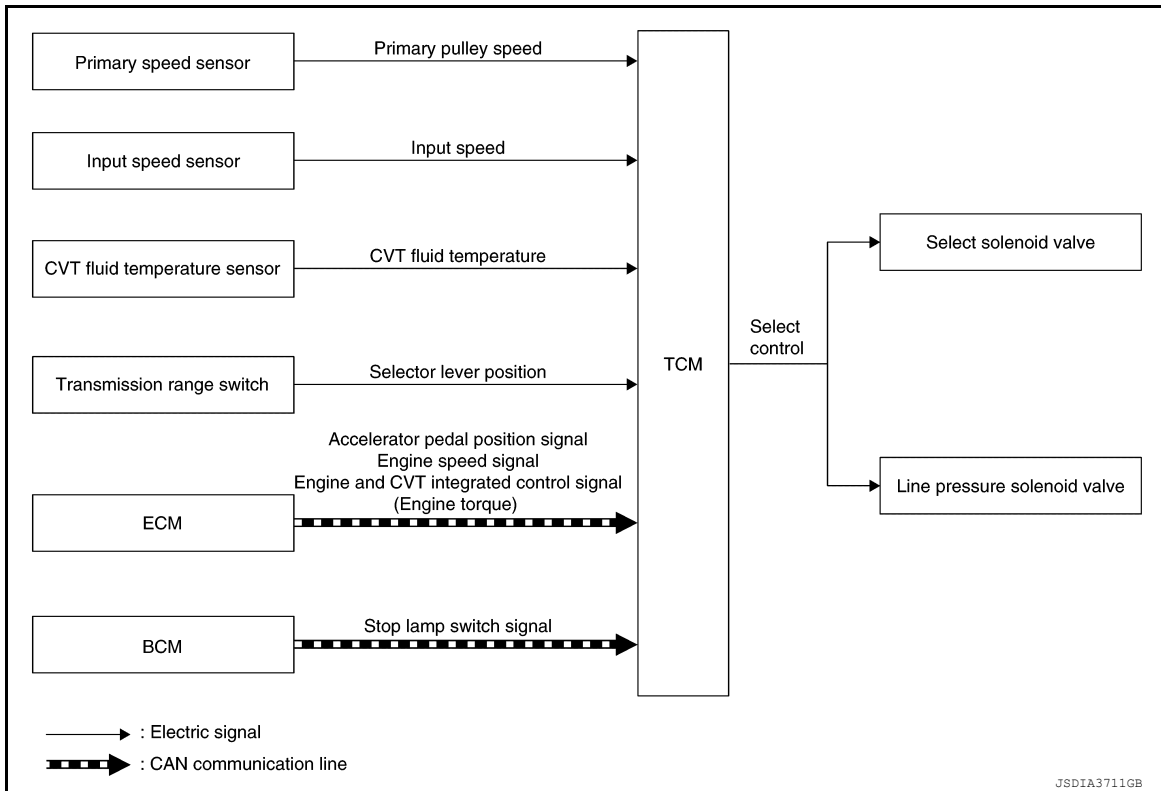 Primary speed sensor
Primary pulley speed
Input speed sensor
Input speed
CVT fluid temperature sensor
CVT fluid temperature
Transmission range switch
Selector lever position
ECM
Accelerator pedal position signal
Engine speed signal
Engine and CVT integrated control signal
(Engine torque)
BCM
Stop lamp switch signal
TCM
Select
control
Select solenoid valve
Line pressure solenoid valve
: Electric signal
: CAN communication line
JSDIA3711GB